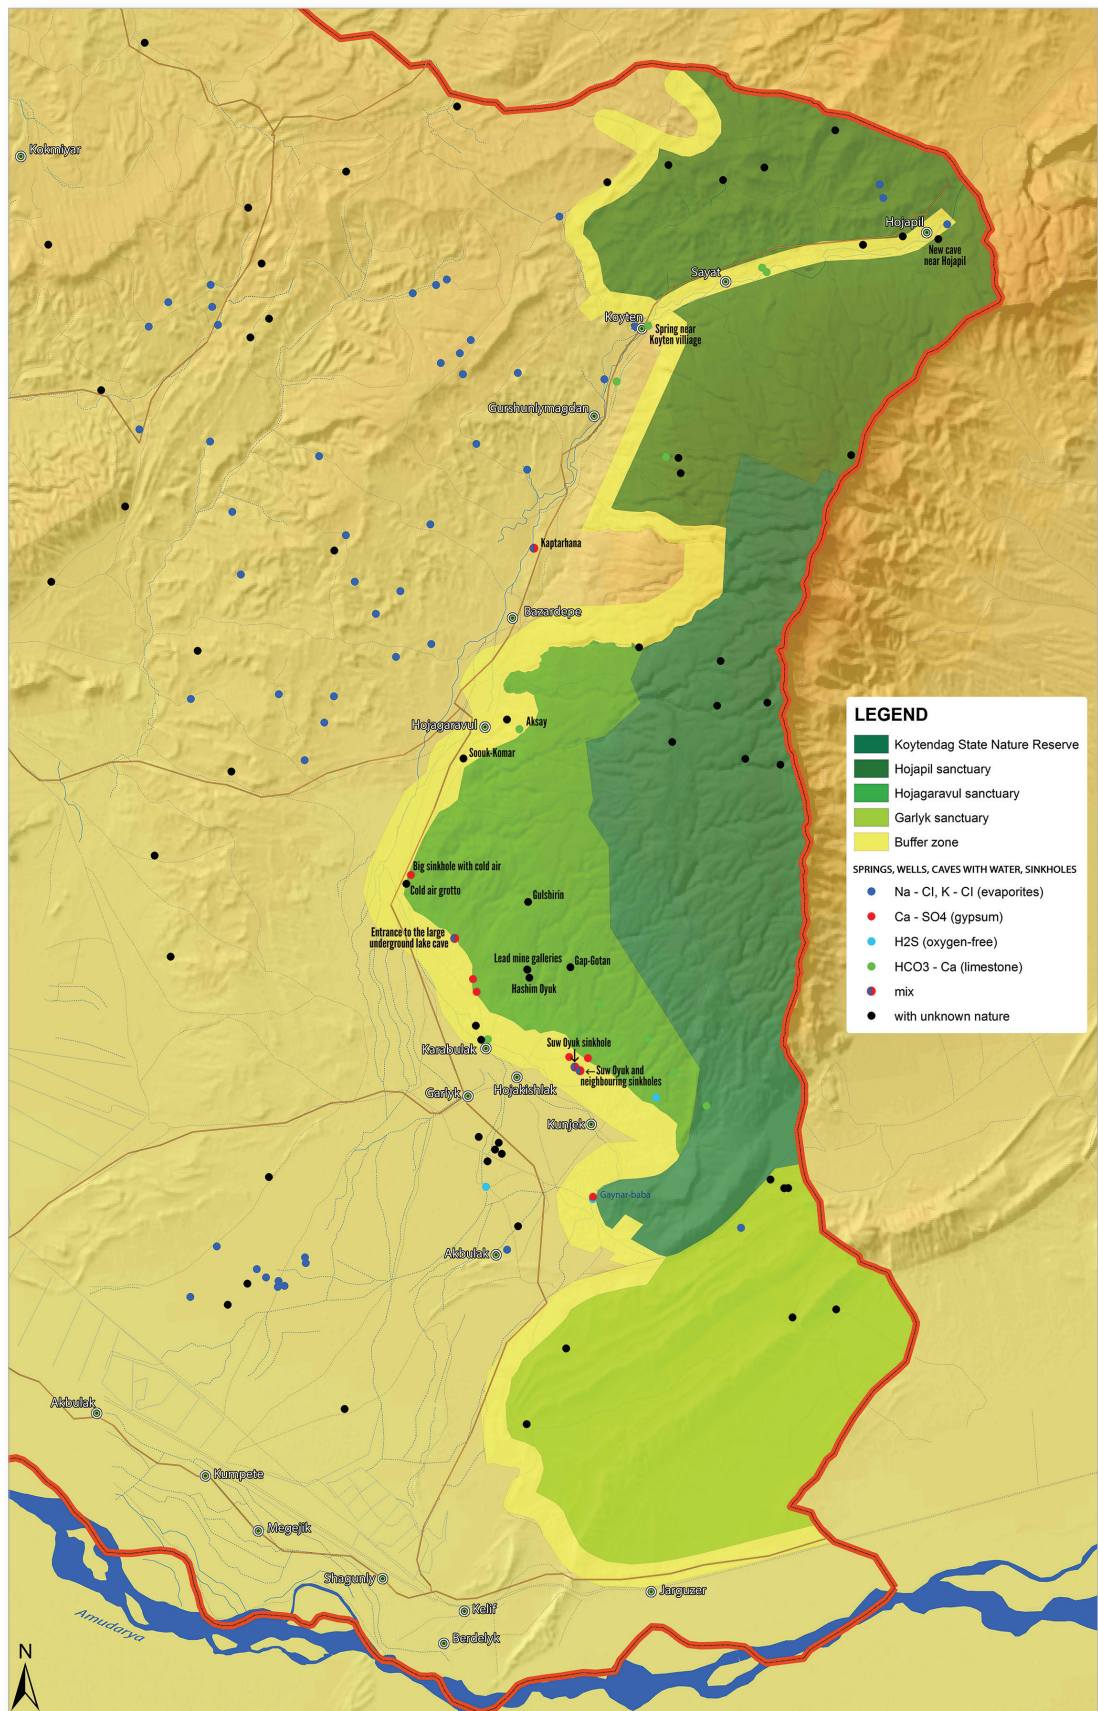 Kokmiyar
Hojapil
New cave
near Hojapil
Sayat
Koyten
Spring near
Koyten villiage
Gurshunlymagdan
Kaptarhana
Bazardepe
Hojagaravul
Aksay
Soouk-Komar
LEGEND
Koytendag State Nature Reserve
Hojapil sanctuary
Hojagaravul sanctuary
Garlyk sanctuary
Buffer zone
SPRINGS, WELLS, CAVES WITH WATER, SINKHOLES
Na - Cl, K - Cl (evaporites)
Ca - SO4 (gypsum)
H2S (oxygen-free)
HCO3 - Ca (limestone)
mix
with unknown nature
Big sinkhole with cold air
Cold air grotto
Gulshirin
Entrance to the large
underground lake cave
Lead mine galleries
Gap-Gotan
Hashim Oyuk
Suw Oyuk sinkhole
Karabulak
←Suw Oyuk and
neighbouring sinkholes
Hojakishlak
Garlyk
Kunjek
Gaynar-baba
Akbulak
Akbulak
Kumpete
Megejik
Shagunly
Jarguzer
Kelif
Amudarya
Berdelyk
N